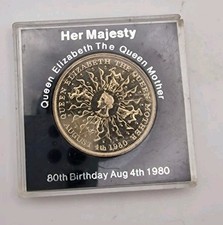 Her Majesty
Queen Elizabeth The Queen Mother
QUEEN ELIZABETH THE QUEEN MOTHER
AUGUST 4th 1980
80th Birthday Aug 4th 1980